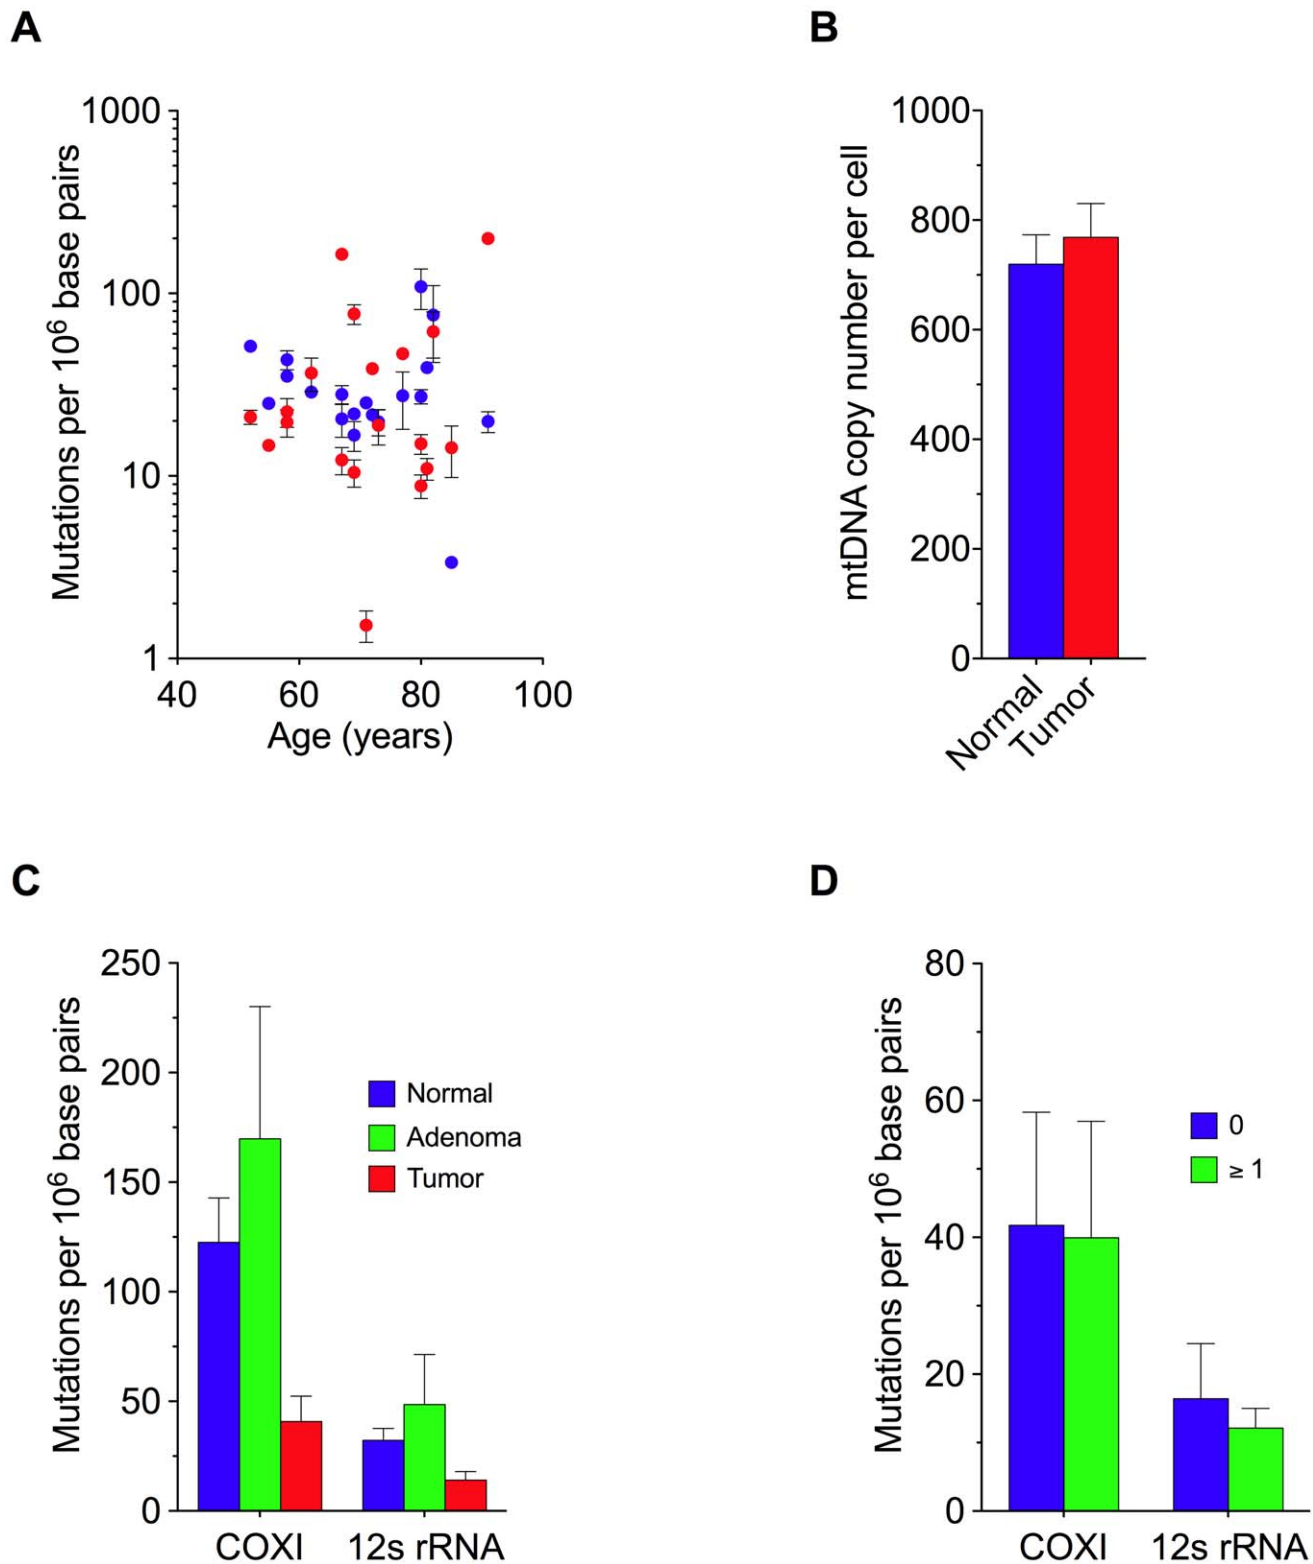 A
Mutations per 10⁶ base pairs
1000
100
10
1
40 60 80 100
Age (years)
B
mtDNA copy number per cell
1000
800
600
400
200
0
Normal
Tumor
C
Mutations per 10⁶ base pairs
250
200
150
100
50
0
Normal
Adenoma
Tumor
COXI 12s rRNA
D
Mutations per 10⁶ base pairs
80
60
40
20
0
0
≥ 1
COXI 12s rRNA